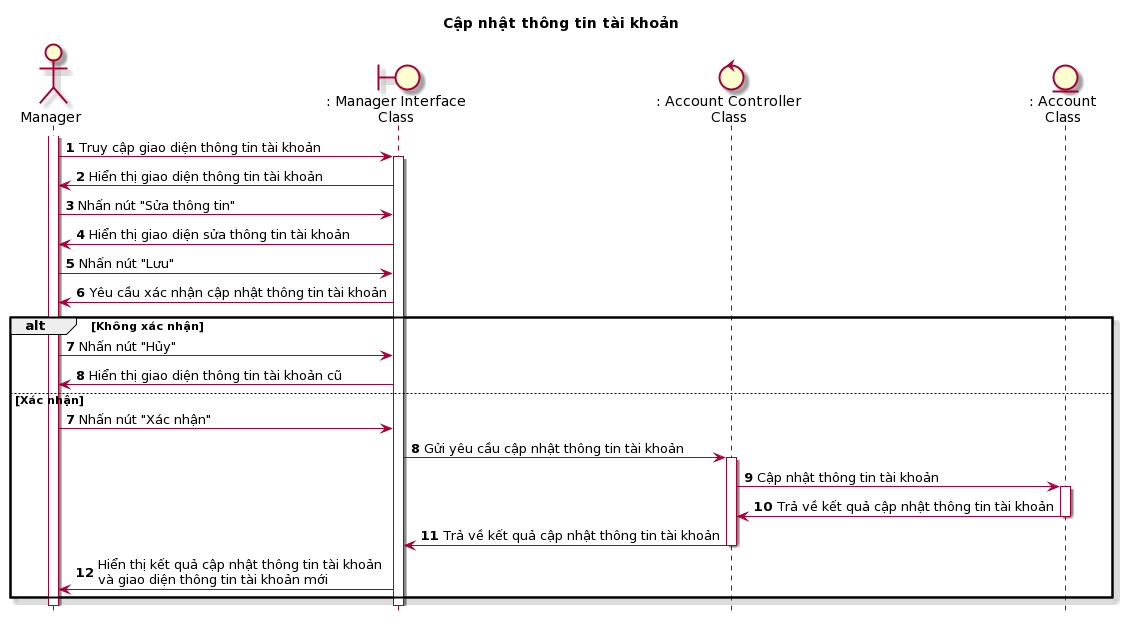 Cập nhật thông tin tài khoản
Manager
: Manager Interface
Class
: Account Controller
Class
: Account
Class
1 Truy cập giao diện thông tin tài khoản
2 Hiển thị giao diện thông tin tài khoản
3 Nhấn nút "Sửa thông tin"
4 Hiển thị giao diện sửa thông tin tài khoản
5 Nhấn nút "Lưu"
6 Yêu cầu xác nhận cập nhật thông tin tài khoản
alt [Không xác nhận]
7 Nhấn nút "Hủy"
8 Hiển thị giao diện thông tin tài khoản cũ
[Xác nhận]
7 Nhấn nút "Xác nhận"
8 Gửi yêu cầu cập nhật thông tin tài khoản
9 Cập nhật thông tin tài khoản
10 Trả về kết quả cập nhật thông tin tài khoản
11 Trả về kết quả cập nhật thông tin tài khoản
12 Hiển thị kết quả cập nhật thông tin tài khoản
và giao diện thông tin tài khoản mới